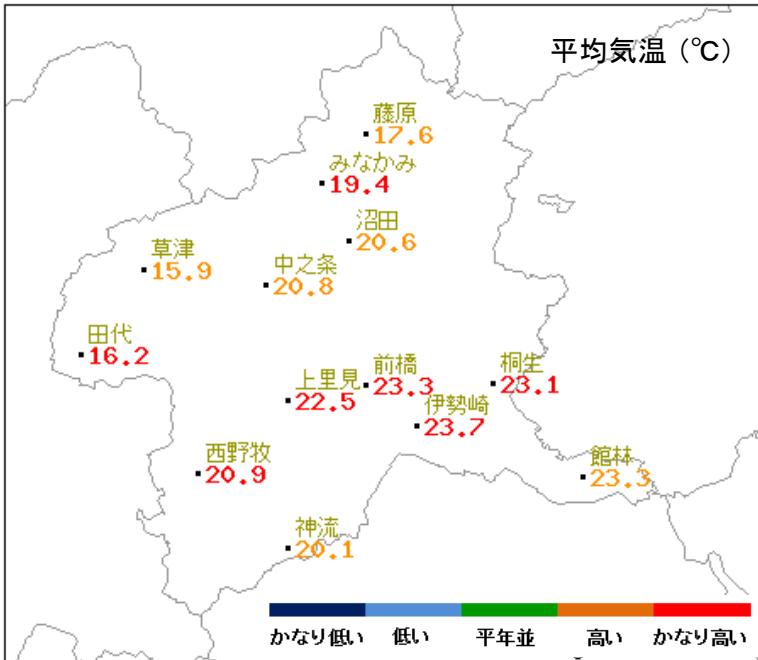 平均気温（℃）
藤原
17.6
みなかみ
19.4
沼田
20.6
草津
15.9
中之条
20.8
田代
16.2
上里見
22.5
前橋
23.3
桐生
23.1
伊勢崎
23.7
西野牧
20.9
館林
23.3
神流
20.1
かなり低い 低い 平年並 高い かなり高い